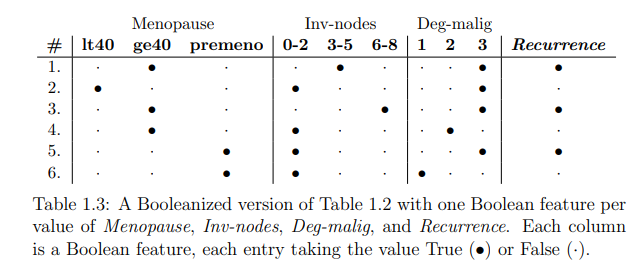 Menopause Inv-nodes Deg-malig
# lt40 ge40 premeno 0-2 3-5 6-8 1 2 3 Recurrence
1. · ● · · ● · · · ● ●
2. ● · · ● · · · · ● ·
3. · ● · · · ● · · ● ●
4. · ● · ● · · · ● · ·
5. · · ● ● · · · · ● ●
6. · · ● ● · · ● · · ·
Table 1.3: A Booleanized version of Table 1.2 with one Boolean feature per
value of Menopause, Inv-nodes, Deg-malig, and Recurrence. Each column
is a Boolean feature, each entry taking the value True (●) or False (·).